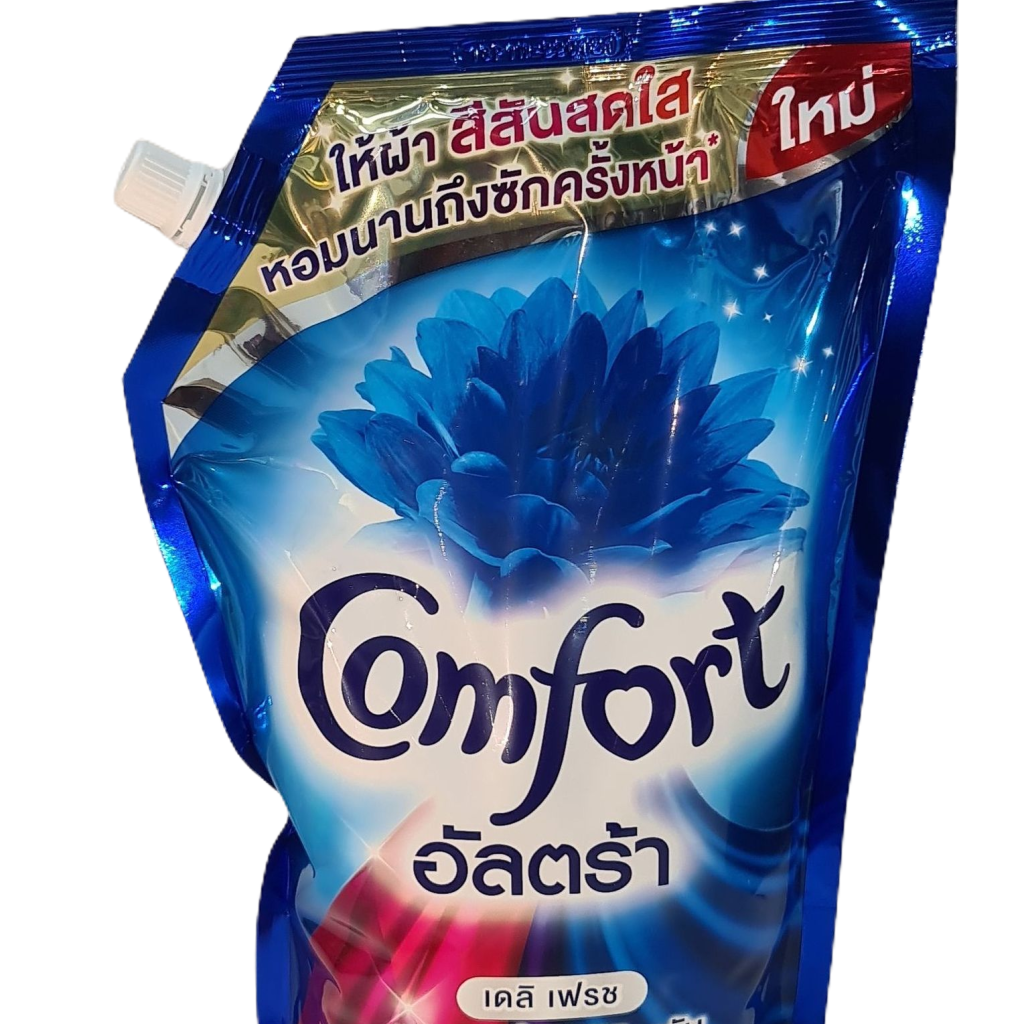 ให้ผ้า สีสันสดใส
หอมนานถึงซักครั้งหน้า*
ใหม่
Comfort
อัลตร้า
เดลิ เฟรช